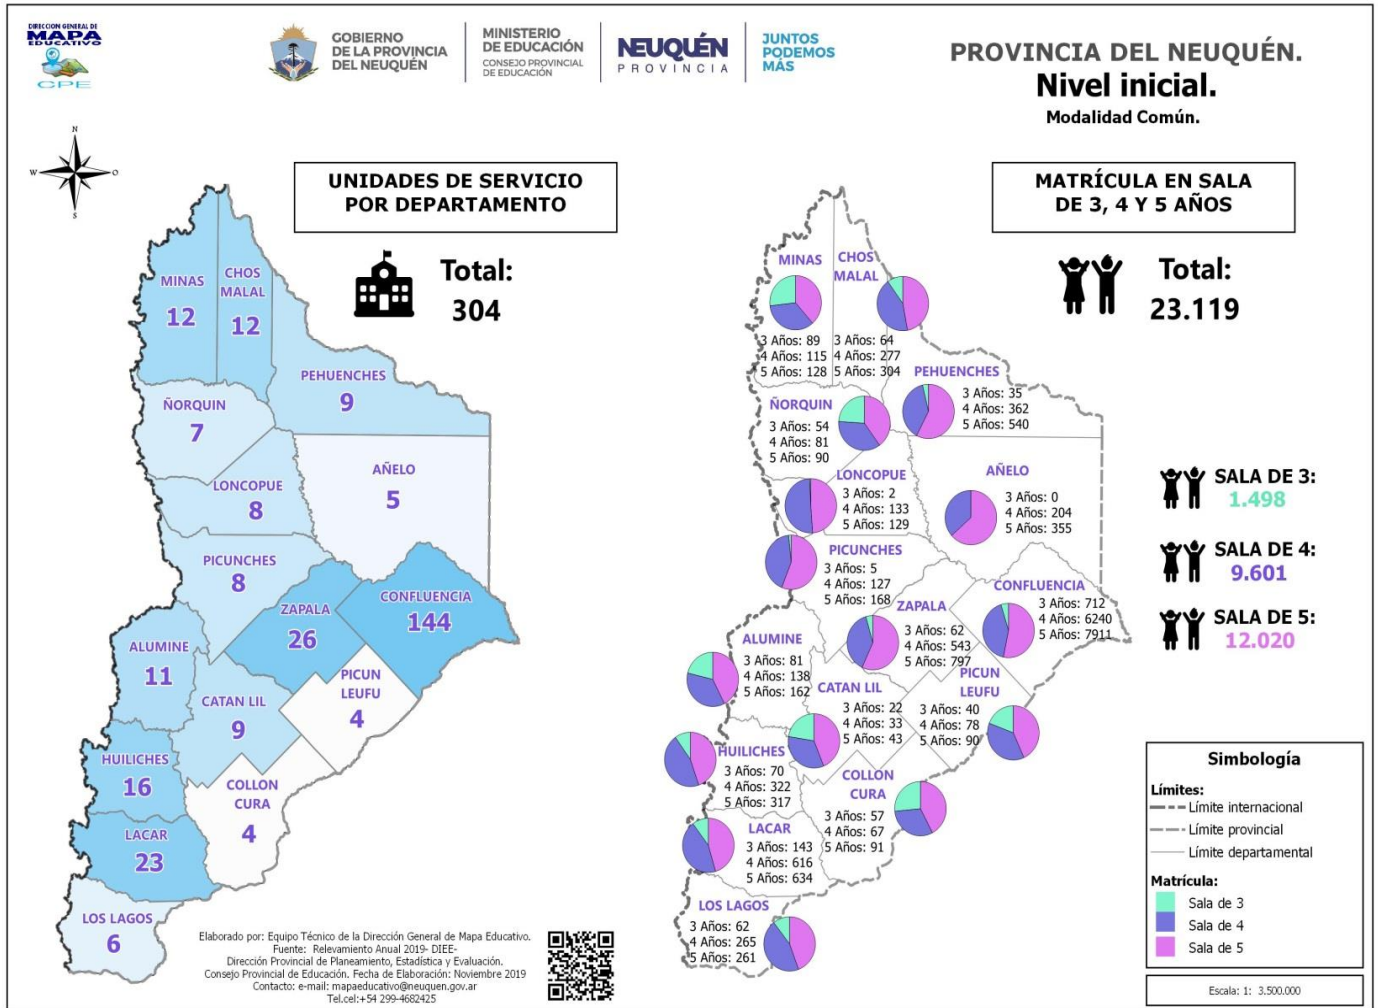 DIRECCION GENERAL DE
MAPA
EDUCATIVO
CPE
GOBIERNO
DE LA PROVINCIA
DEL NEUQUÉN
MINISTERIO
DE EDUCACIÓN
CONSEJO PROVINCIAL
DE EDUCACIÓN
NEUQUÉN
PROVINCIA
JUNTOS
PODEMOS
MÁS
PROVINCIA DEL NEUQUÉN.
Nivel inicial.
Modalidad Común.
N
W
O
S
UNIDADES DE SERVICIO
POR DEPARTAMENTO
Total:
304
MINAS
12
CHOS
MALAL
12
PEHUENCHES
9
ÑORQUIN
7
LONCOPUE
8
AÑELO
5
PICUNCHES
8
ZAPALA
26
CONFLUENCIA
144
ALUMINE
11
CATAN LIL
9
PICUN
LEUFU
4
HUILICHES
16
COLLON
CURA
4
LACAR
23
LOS LAGOS
6
MATRÍCULA EN SALA
DE 3, 4 Y 5 AÑOS
Total:
23.119
MINAS
3 Años: 89
4 Años: 115
5 Años: 128
CHOS
MALAL
3 Años: 64
4 Años: 277
5 Años: 304
PEHUENCHES
3 Años: 35
4 Años: 362
5 Años: 540
ÑORQUIN
3 Años: 54
4 Años: 81
5 Años: 90
LONCOPUE
3 Años: 2
4 Años: 133
5 Años: 129
AÑELO
3 Años: 0
4 Años: 204
5 Años: 355
PICUNCHES
3 Años: 5
4 Años: 127
5 Años: 168
ZAPALA
3 Años: 62
4 Años: 543
5 Años: 797
CONFLUENCIA
3 Años: 712
4 Años: 6240
5 Años: 7911
ALUMINE
3 Años: 81
4 Años: 138
5 Años: 162
CATAN LIL
3 Años: 22
4 Años: 33
5 Años: 43
PICUN
LEUFU
3 Años: 40
4 Años: 78
5 Años: 90
HUILICHES
3 Años: 70
4 Años: 322
5 Años: 317
COLLON
CURA
3 Años: 57
4 Años: 67
5 Años: 91
LACAR
3 Años: 143
4 Años: 616
5 Años: 634
LOS LAGOS
3 Años: 62
4 Años: 265
5 Años: 261
SALA DE 3:
1.498
SALA DE 4:
9.601
SALA DE 5:
12.020
Simbología
Límites:
Límite internacional
Límite provincial
Límite departamental
Matrícula:
Sala de 3
Sala de 4
Sala de 5
Escala: 1: 3.500.000
Elaborado por: Equipo Técnico de la Dirección General de Mapa Educativo.
Fuente: Relevamiento Anual 2019- DIEE-
Dirección Provincial de Planeamiento, Estadística y Evaluación.
Consejo Provincial de Educación. Fecha de Elaboración: Noviembre 2019
Contacto: e-mail: mapaeducativo@neuquen.gov.ar
Tel.cel:+54 299-4682425